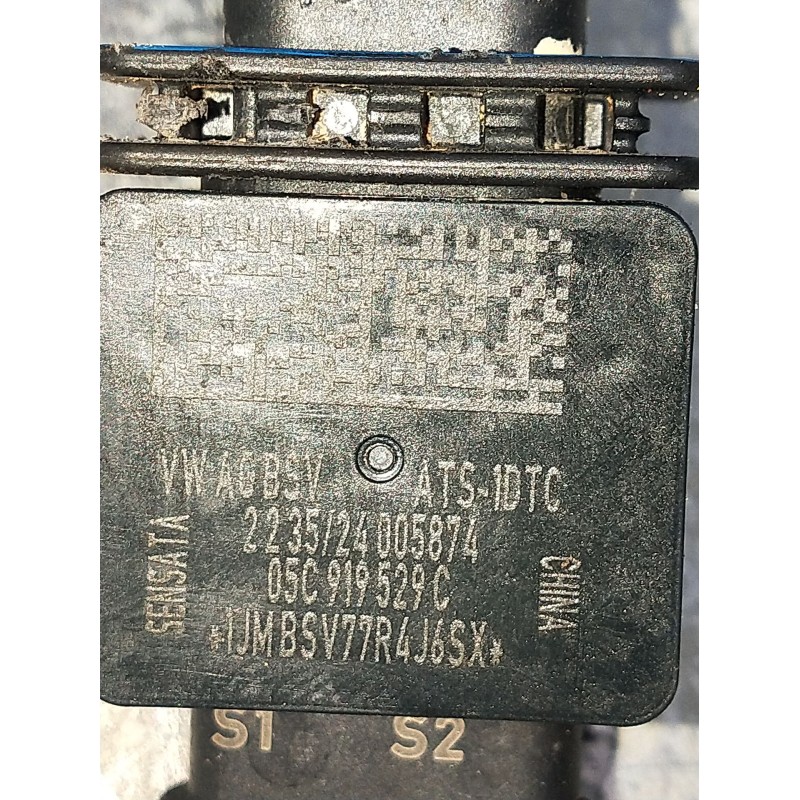 VW AG BSV ATS-1DTC
2235/24 005874
05C 919 529 C
*1JMBSV77R4J6SX*
SENSATA
CHINA
S1 S2